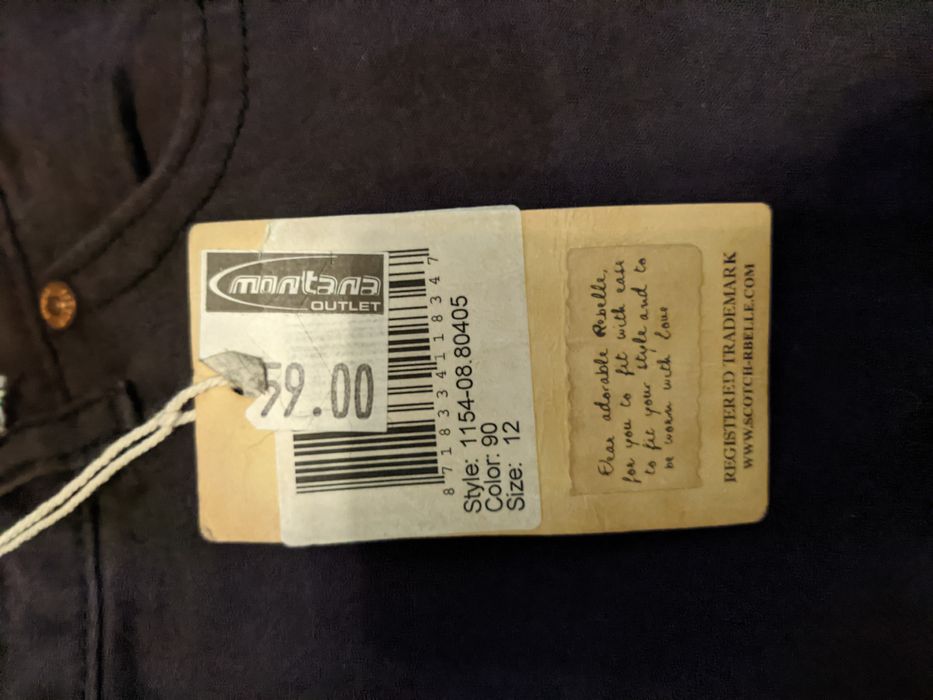 montana
OUTLET
59.00
8 718334 118347
Style: 1154-08.80405
Color: 90
Size: 12
Dear adorable Rebelle,
for you to fit with ease
to fit your style and to
be worn with love
REGISTERED TRADEMARK
WWW.SCOTCH-RBELLE.COM